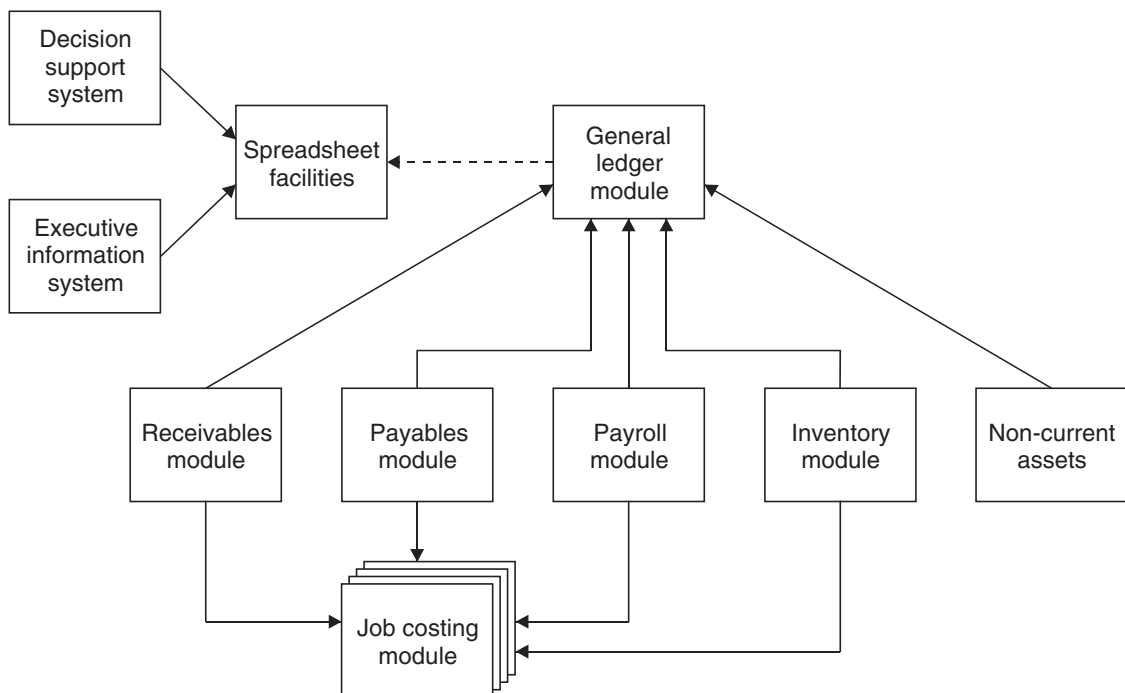 Decision
support
system
Spreadsheet
facilities
General
ledger
module
Executive
information
system
Receivables
module
Payables
module
Payroll
module
Inventory
module
Non-current
assets
Job costing
module